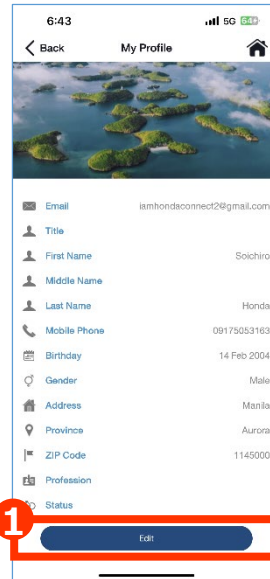 6:43 5G 64
Back My Profile
Email iamhondaconnect2@gmail.com
Title
First Name Soichiro
Middle Name
Last Name Honda
Mobile Phone 09175053163
Birthday 14 Feb 2004
Gender Male
Address Manila
Province Aurora
ZIP Code 1145000
Profession
Status
1
Edit